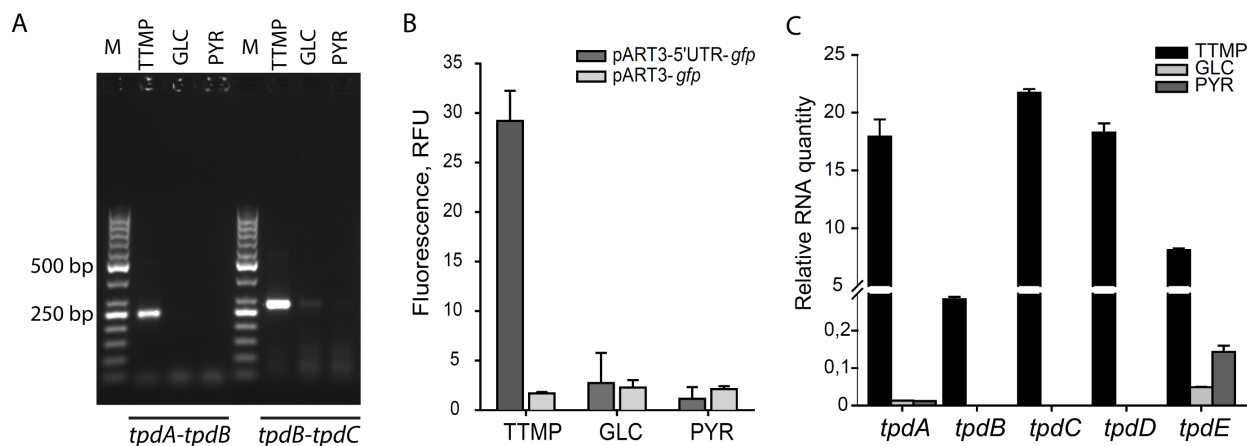 A
M TTMP GLC PYR M TTMP GLC PYR
500 bp
250 bp
tpdA-tpdB tpdB-tpdC
B
pART3-5'UTR-gfp
pART3-gfp
Fluorescence, RFU
35
30
25
20
15
10
5
0
TTMP GLC PYR
C
TTMP
GLC
PYR
Relative RNA quantity
25
20
15
10
5
0,2
0,1
0
tpdA tpdB tpdC tpdD tpdE